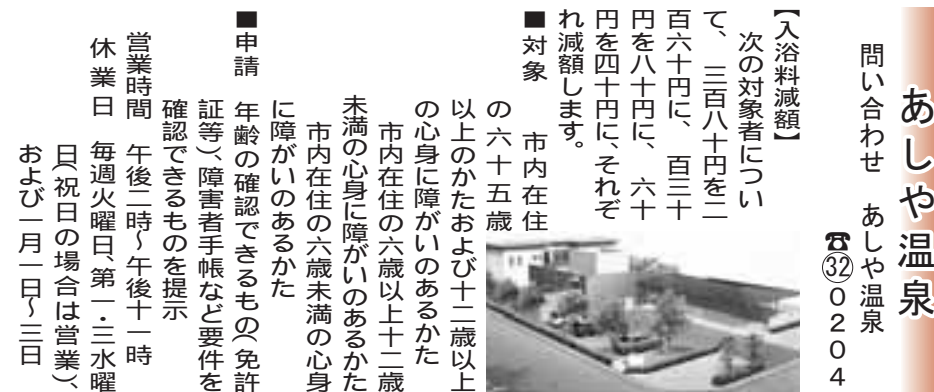 あしや温泉
問い合わせ　あしや温泉
☎㉜０２０４
【入浴料減額】
次の対象者につい
て、三百八十円を二
百六十円に、百三十
円を八十円に、六十
円を四十円に、それぞ
れ減額します。
■対象　市内在住
の六十五歳
以上のかたおよび十二歳以上
の心身に障がいのあるかた
市内在住の六歳以上十二歳
未満の心身に障がいのあるかた
市内在住の六歳未満の心身
に障がいのあるかた
■申請　年齢の確認できるもの（免許
証等）、障害者手帳など要件を
確認できるものを提示
営業時間　午後二時〜午後十一時
休業日　毎週火曜日、第一・三水曜
日（祝日の場合は営業）、
および一月一日〜三日